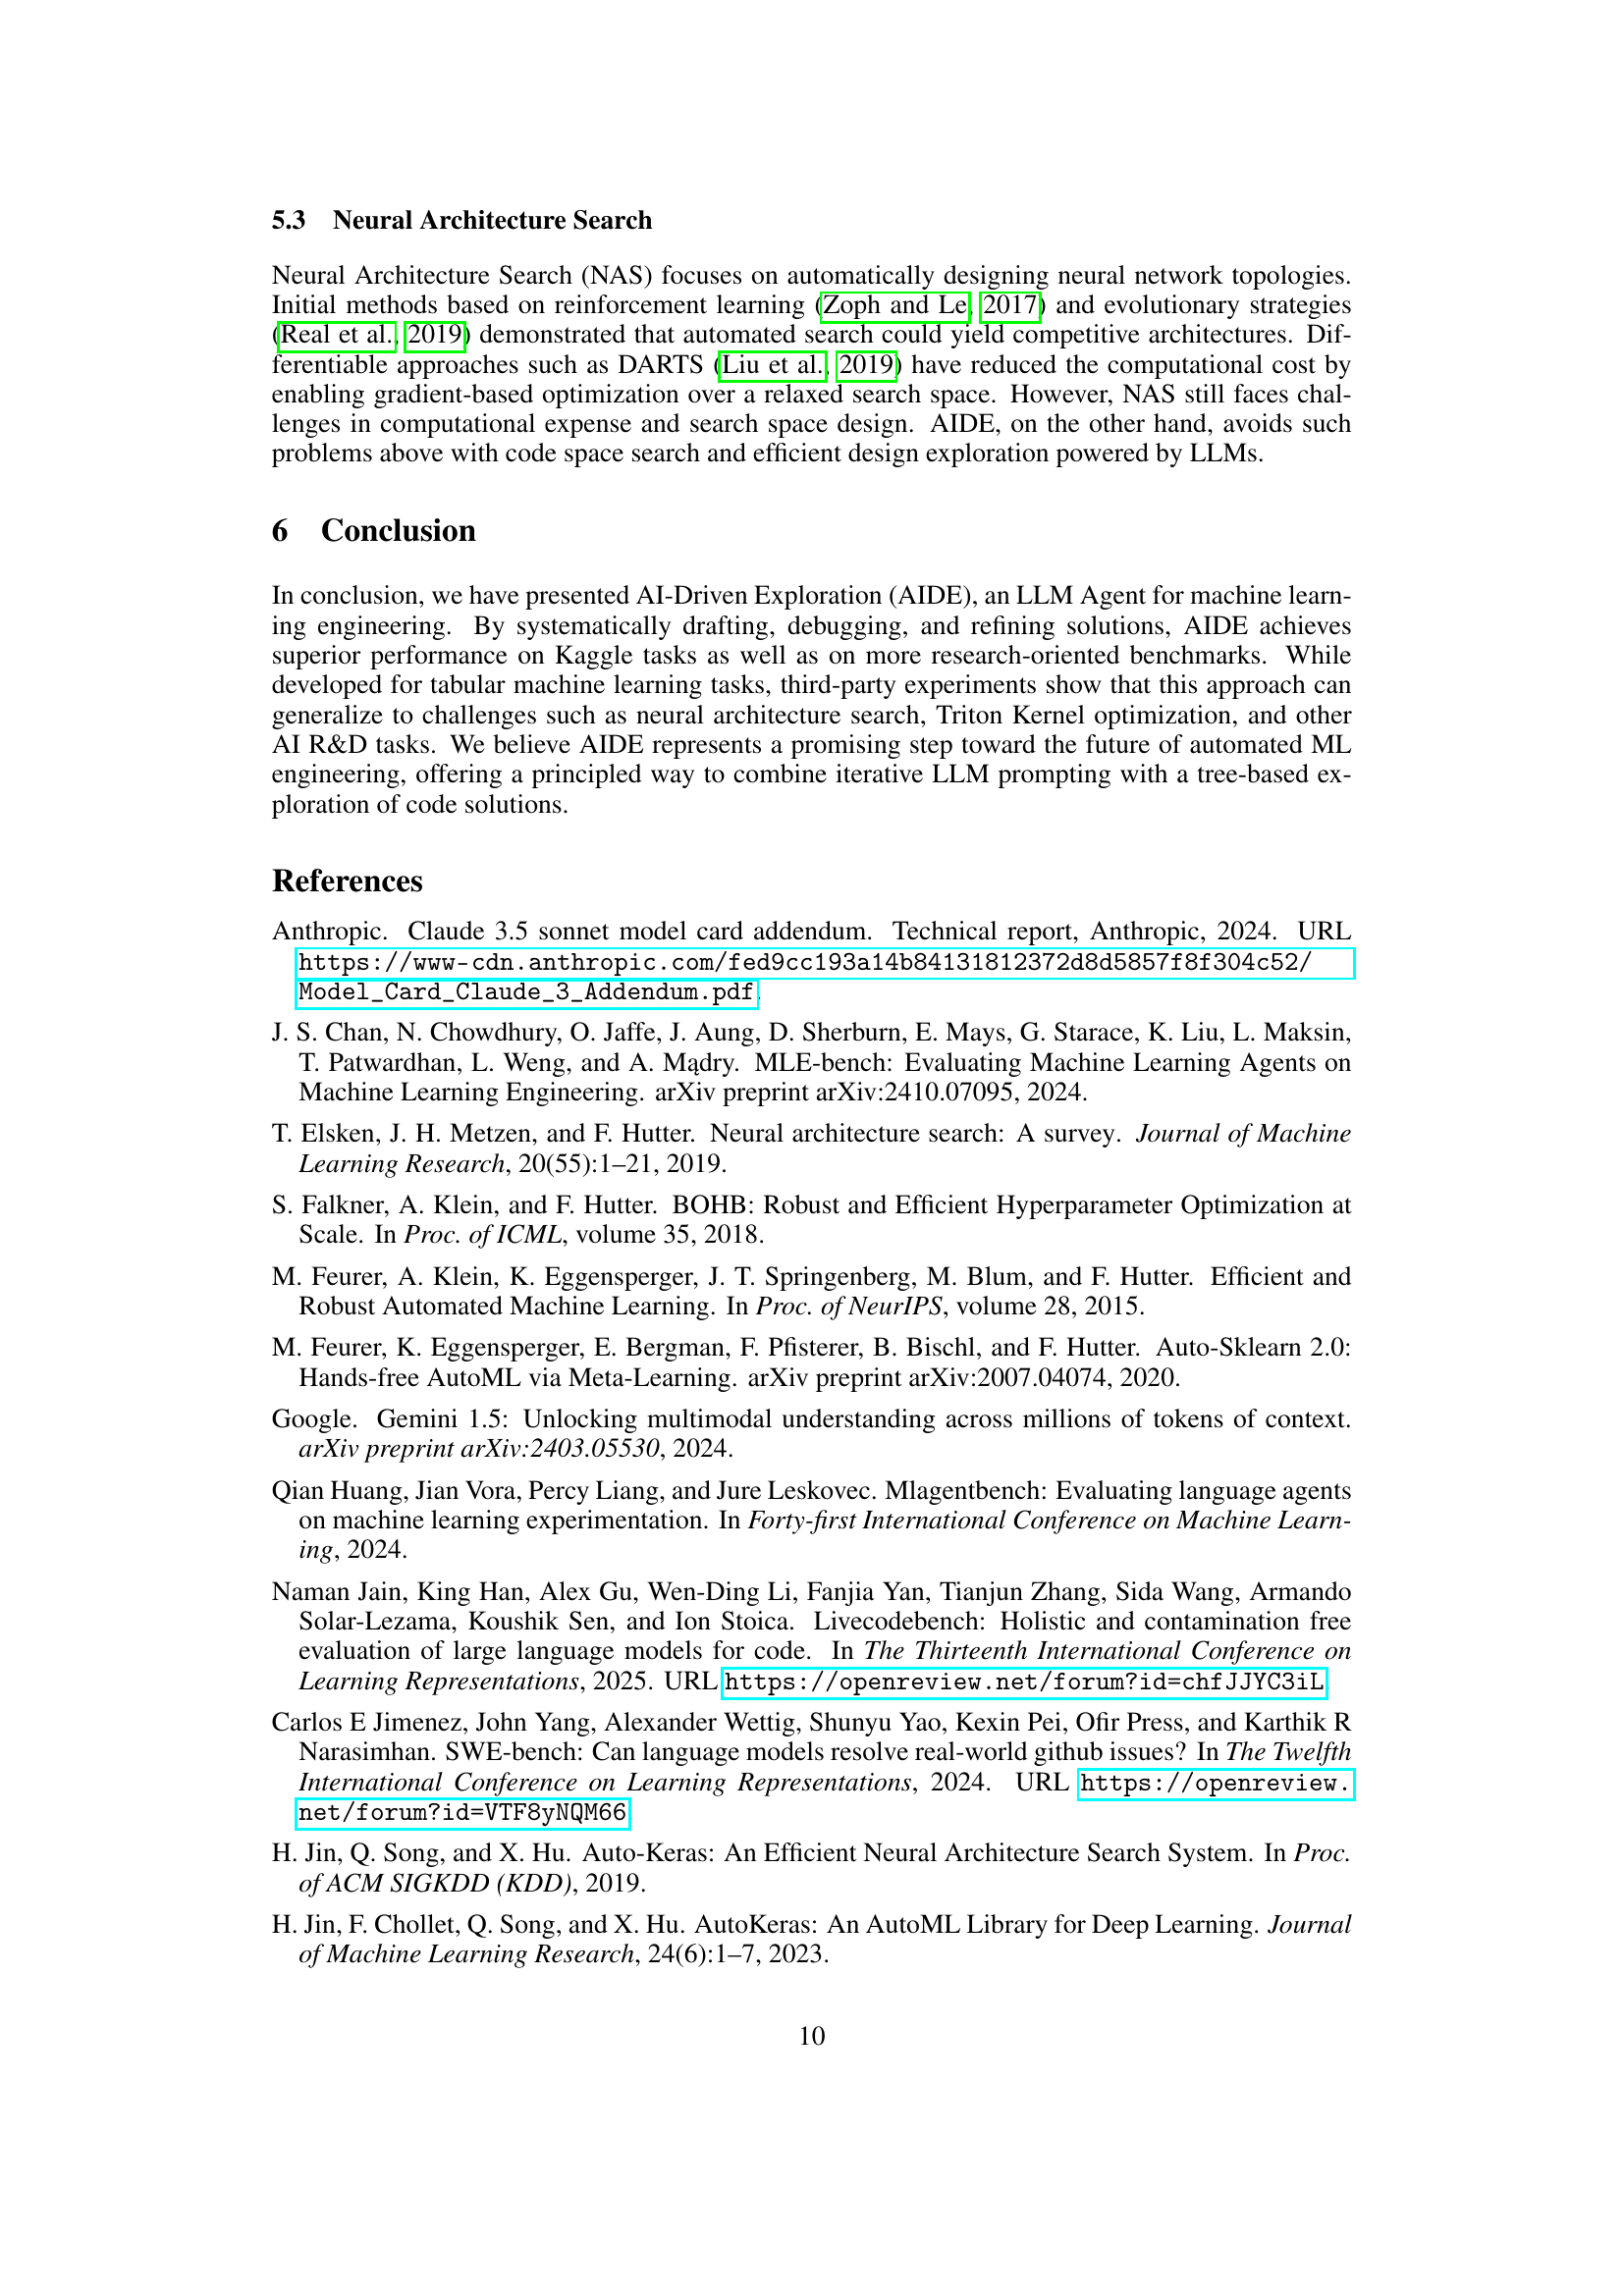 5.3 Neural Architecture Search
Neural Architecture Search (NAS) focuses on automatically designing neural network topologies.
Initial methods based on reinforcement learning (Zoph and Le, 2017) and evolutionary strategies
(Real et al., 2019) demonstrated that automated search could yield competitive architectures. Dif-
ferentiable approaches such as DARTS (Liu et al., 2019) have reduced the computational cost by
enabling gradient-based optimization over a relaxed search space. However, NAS still faces chal-
lenges in computational expense and search space design. AIDE, on the other hand, avoids such
problems above with code space search and efficient design exploration powered by LLMs.
6 Conclusion
In conclusion, we have presented AI-Driven Exploration (AIDE), an LLM Agent for machine learn-
ing engineering. By systematically drafting, debugging, and refining solutions, AIDE achieves
superior performance on Kaggle tasks as well as on more research-oriented benchmarks. While
developed for tabular machine learning tasks, third-party experiments show that this approach can
generalize to challenges such as neural architecture search, Triton Kernel optimization, and other
AI R&D tasks. We believe AIDE represents a promising step toward the future of automated ML
engineering, offering a principled way to combine iterative LLM prompting with a tree-based ex-
ploration of code solutions.
References
Anthropic. Claude 3.5 sonnet model card addendum. Technical report, Anthropic, 2024. URL
https://www-cdn.anthropic.com/fed9cc193a14b84131812372d8d5857f8f304c52/
Model_Card_Claude_3_Addendum.pdf.
J. S. Chan, N. Chowdhury, O. Jaffe, J. Aung, D. Sherburn, E. Mays, G. Starace, K. Liu, L. Maksin,
T. Patwardhan, L. Weng, and A. Mądry. MLE-bench: Evaluating Machine Learning Agents on
Machine Learning Engineering. arXiv preprint arXiv:2410.07095, 2024.
T. Elsken, J. H. Metzen, and F. Hutter. Neural architecture search: A survey. Journal of Machine
Learning Research, 20(55):1–21, 2019.
S. Falkner, A. Klein, and F. Hutter. BOHB: Robust and Efficient Hyperparameter Optimization at
Scale. In Proc. of ICML, volume 35, 2018.
M. Feurer, A. Klein, K. Eggensperger, J. T. Springenberg, M. Blum, and F. Hutter. Efficient and
Robust Automated Machine Learning. In Proc. of NeurIPS, volume 28, 2015.
M. Feurer, K. Eggensperger, E. Bergman, F. Pfisterer, B. Bischl, and F. Hutter. Auto-Sklearn 2.0:
Hands-free AutoML via Meta-Learning. arXiv preprint arXiv:2007.04074, 2020.
Google. Gemini 1.5: Unlocking multimodal understanding across millions of tokens of context.
arXiv preprint arXiv:2403.05530, 2024.
Qian Huang, Jian Vora, Percy Liang, and Jure Leskovec. Mlagentbench: Evaluating language agents
on machine learning experimentation. In Forty-first International Conference on Machine Learn-
ing, 2024.
Naman Jain, King Han, Alex Gu, Wen-Ding Li, Fanjia Yan, Tianjun Zhang, Sida Wang, Armando
Solar-Lezama, Koushik Sen, and Ion Stoica. Livecodebench: Holistic and contamination free
evaluation of large language models for code. In The Thirteenth International Conference on
Learning Representations, 2025. URL https://openreview.net/forum?id=chfJJYC3iL.
Carlos E Jimenez, John Yang, Alexander Wettig, Shunyu Yao, Kexin Pei, Ofir Press, and Karthik R
Narasimhan. SWE-bench: Can language models resolve real-world github issues? In The Twelfth
International Conference on Learning Representations, 2024. URL https://openreview.
net/forum?id=VTF8yNQM66.
H. Jin, Q. Song, and X. Hu. Auto-Keras: An Efficient Neural Architecture Search System. In Proc.
of ACM SIGKDD (KDD), 2019.
H. Jin, F. Chollet, Q. Song, and X. Hu. AutoKeras: An AutoML Library for Deep Learning. Journal
of Machine Learning Research, 24(6):1–7, 2023.
10